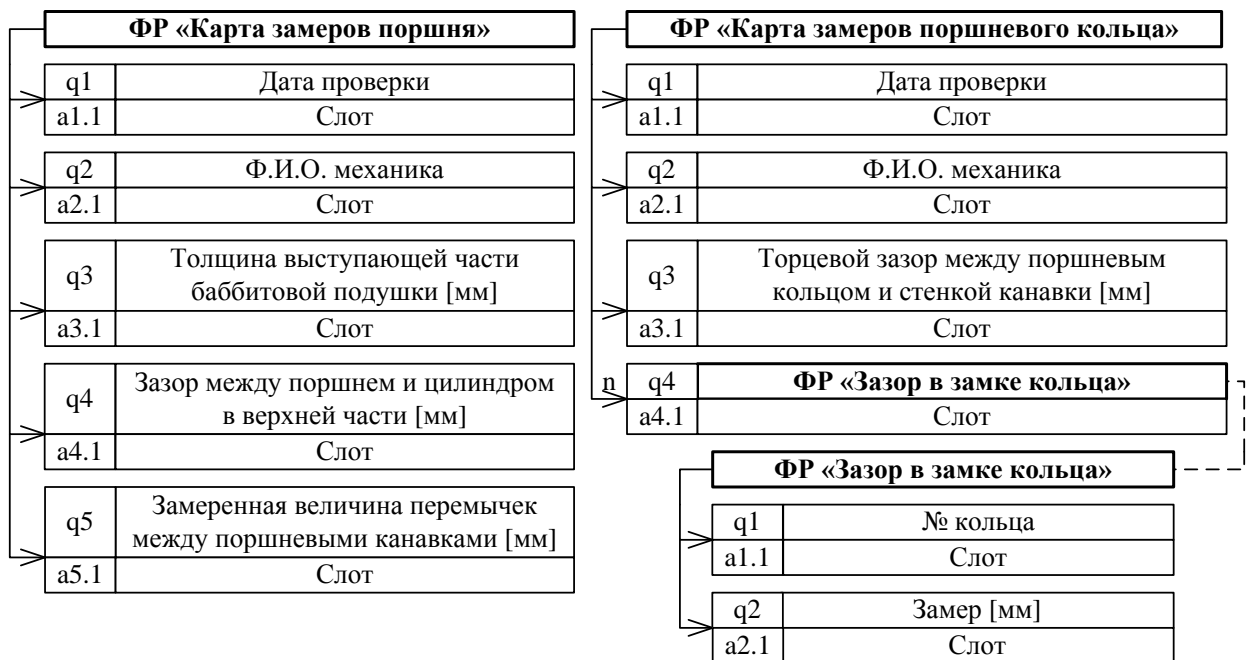 ФР «Карта замеров поршня»
q1 Дата проверки
a1.1 Слот
q2 Ф.И.О. механика
a2.1 Слот
q3 Толщина выступающей части
баббитовой подушки [мм]
a3.1 Слот
q4 Зазор между поршнем и цилиндром
в верхней части [мм]
a4.1 Слот
q5 Замеренная величина перемычек
между поршневыми канавками [мм]
a5.1 Слот
ФР «Карта замеров поршневого кольца»
q1 Дата проверки
a1.1 Слот
q2 Ф.И.О. механика
a2.1 Слот
q3 Торцевой зазор между поршневым
кольцом и стенкой канавки [мм]
a3.1 Слот
n q4 ФР «Зазор в замке кольца»
a4.1 Слот
ФР «Зазор в замке кольца»
q1 № кольца
a1.1 Слот
q2 Замер [мм]
a2.1 Слот